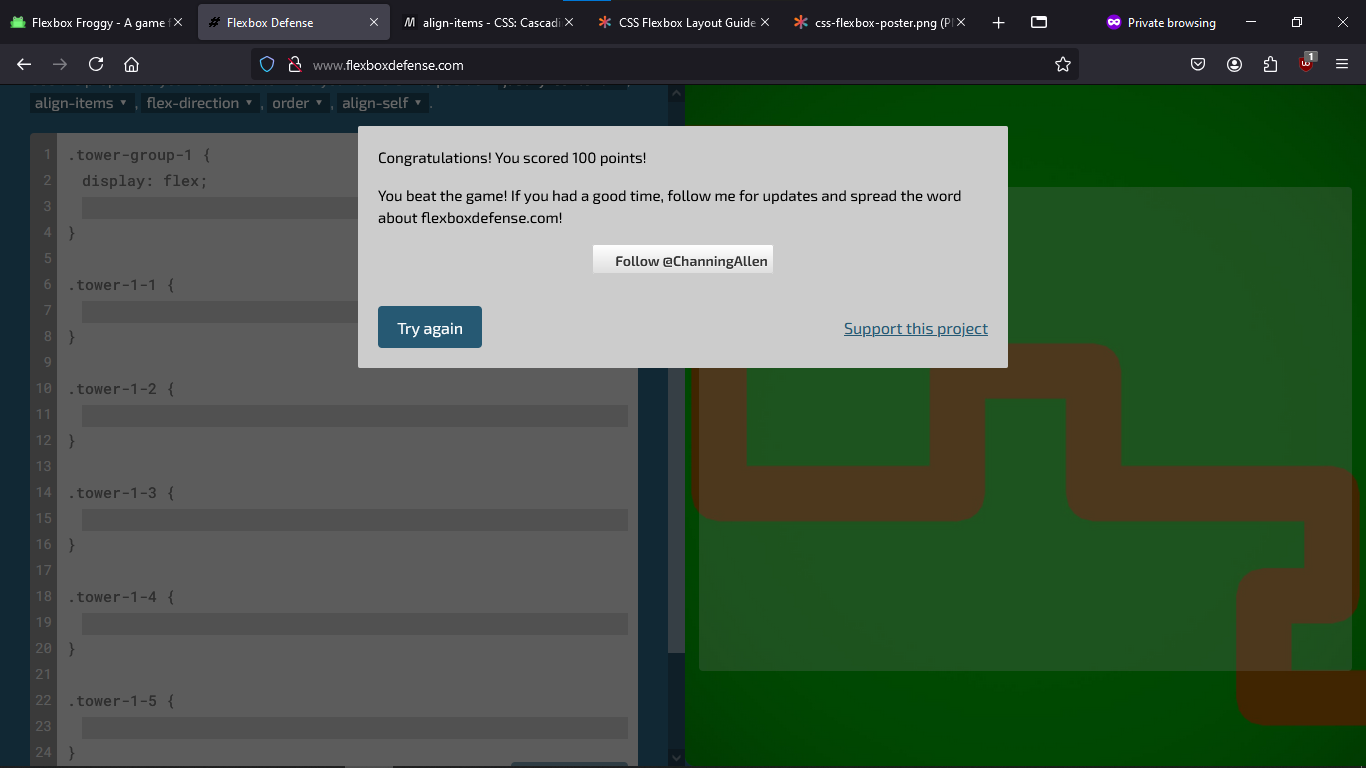 Flexbox Froggy - A game f
Flexbox Defense
align-items - CSS: Cascadi
CSS Flexbox Layout Guide
css-flexbox-poster.png (P
Private browsing
www.flexboxdefense.com
1
align-items ▼ , flex-direction ▼ , order ▼ , align-self ▼ .
Congratulations! You scored 100 points!
You beat the game! If you had a good time, follow me for updates and spread the word
about flexboxdefense.com!
Follow @ChanningAllen
Try again
Support this project
1 .tower-group-1 {
2 display: flex;
3
4 }
5
6 .tower-1-1 {
7
8 }
9
10 .tower-1-2 {
11
12 }
13
14 .tower-1-3 {
15
16 }
17
18 .tower-1-4 {
19
20 }
21
22 .tower-1-5 {
23
24 }